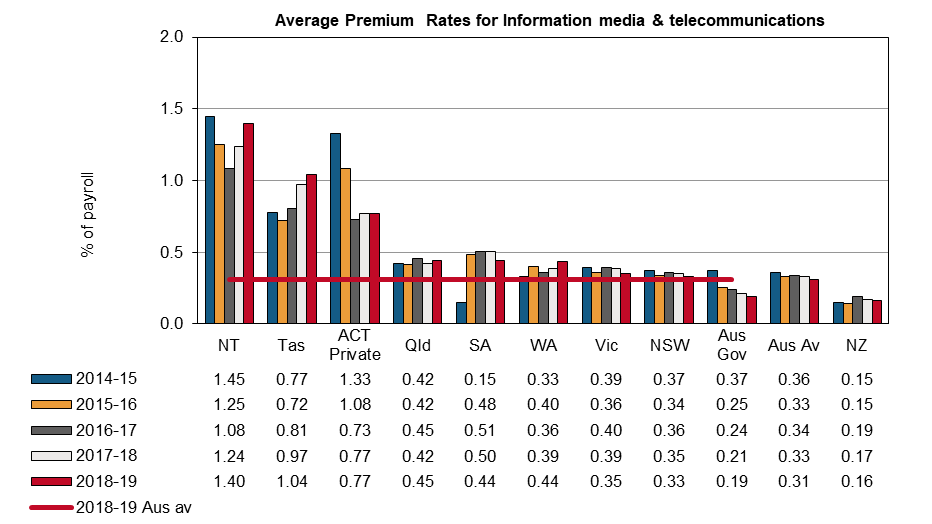 Average Premium Rates for Information media & telecommunications
2.0
1.5
1.0
0.5
0.0
% of payroll
NT Tas ACT Private Qld SA WA Vic NSW Aus Gov Aus Av NZ
2014-15 1.45 0.77 1.33 0.42 0.15 0.33 0.39 0.37 0.37 0.36 0.15
2015-16 1.25 0.72 1.08 0.42 0.48 0.40 0.36 0.34 0.25 0.33 0.15
2016-17 1.08 0.81 0.73 0.45 0.51 0.36 0.40 0.36 0.24 0.34 0.19
2017-18 1.24 0.97 0.77 0.42 0.50 0.39 0.39 0.35 0.21 0.33 0.17
2018-19 1.40 1.04 0.77 0.45 0.44 0.44 0.35 0.33 0.19 0.31 0.16
2018-19 Aus av